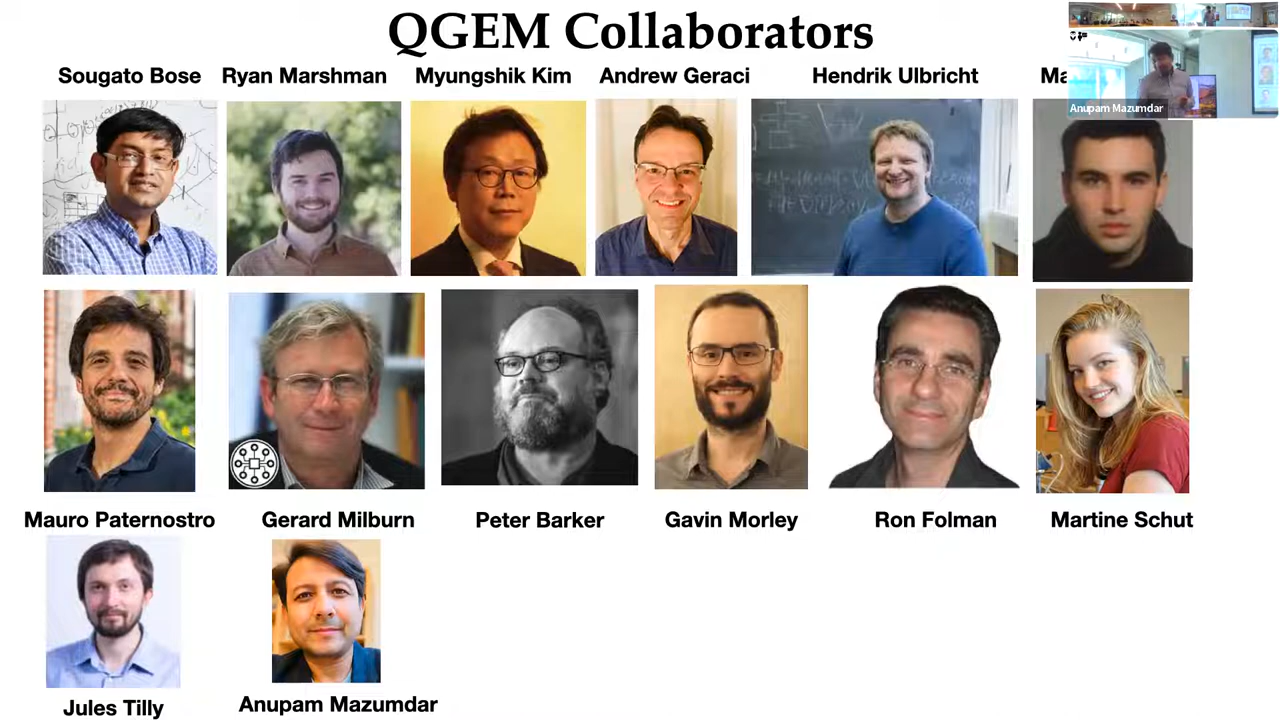 QGEM Collaborators
Sougato Bose Ryan Marshman Myungshik Kim Andrew Geraci Hendrik Ulbricht
Anupam Mazumdar
Mauro Paternostro Gerard Milburn Peter Barker Gavin Morley Ron Folman Martine Schut
Jules Tilly Anupam Mazumdar